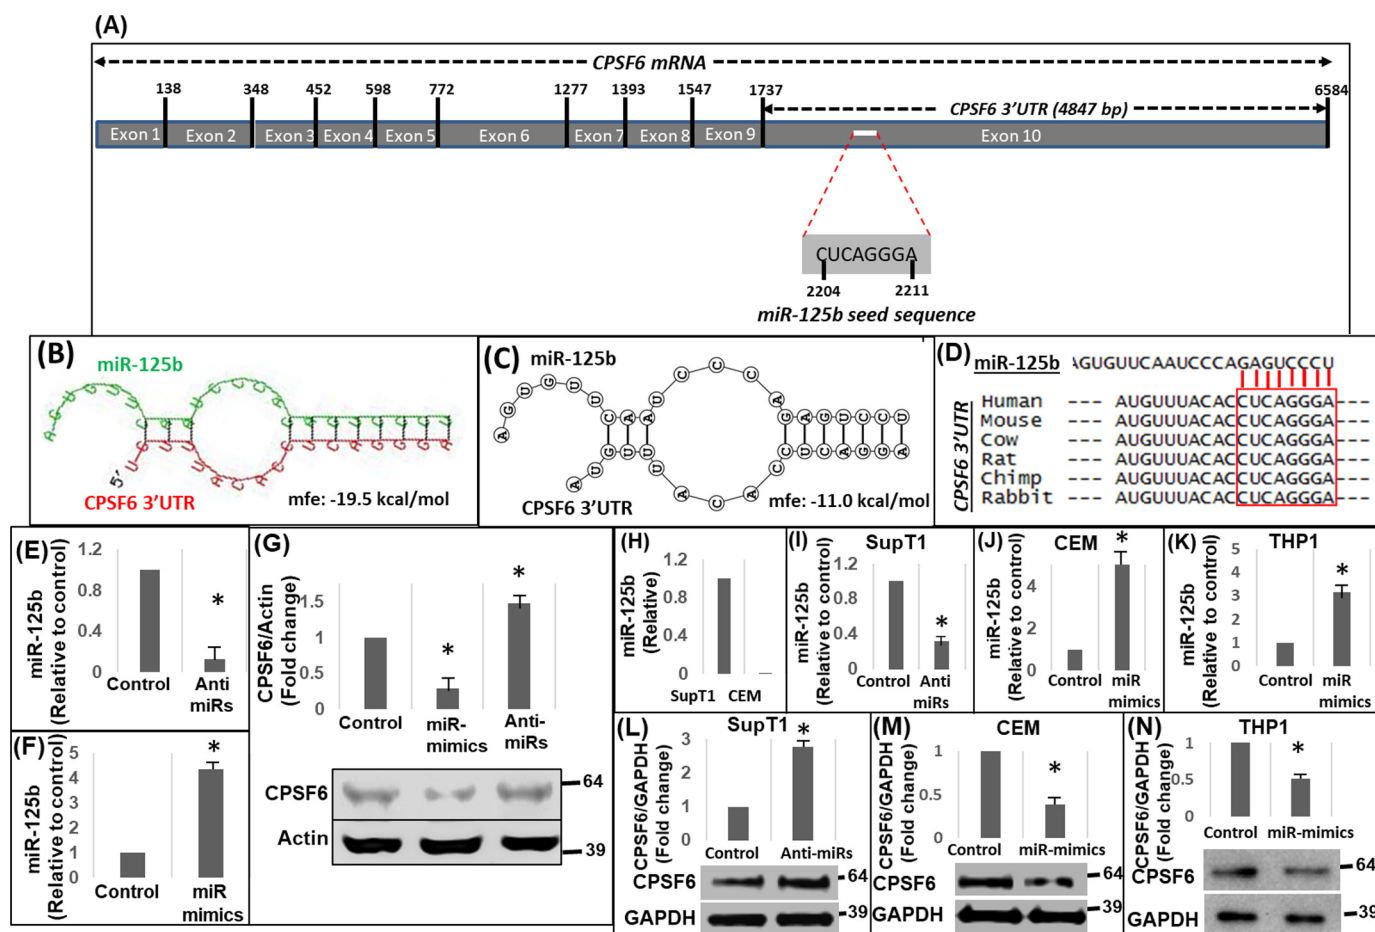 (A)
CPSF6 mRNA
138 348 452 598 772 1277 1393 1547 1737 6584
CPSF6 3'UTR (4847 bp)
Exon 1 Exon 2 Exon 3 Exon 4 Exon 5 Exon 6 Exon 7 Exon 8 Exon 9 Exon 10
CUCAGGGA
2204 2211
miR-125b seed sequence
(B)
miR-125b
5'
CPSF6 3'UTR
mfe: -19.5 kcal/mol
(C)
miR-125b
CPSF6 3'UTR
mfe: -11.0 kcal/mol
(D)
miR-125b AGUGUUCAAUCCCAGAGUCCCU
CPSF6 3'UTR
Human --- AUGUUUACACCUCAGGGA---
Mouse --- AUGUUUACACCUCAGGGA---
Cow --- AUGUUUACACCUCAGGGA---
Rat --- AUGUUUACACCUCAGGGA---
Chimp --- AUGUUUACACCUCAGGGA---
Rabbit --- AUGUUUACACCUCAGGGA---
(E)
miR-125b
(Relative to control)
1.2
0.8
0.4
0
*
Control Anti miRs
(F)
miR-125b
(Relative to control)
5
4
3
2
1
0
*
Control miR mimics
(G)
CPSF6/Actin
(Fold change)
1.5
1
0.5
0
* *
Control miR-mimics Anti-miRs
CPSF6 64
Actin 39
(H)
miR-125b
(Relative)
1.2
0.8
0.4
0
SupT1 CEM
(I) SupT1
miR-125b
(Relative to control)
1.2
0.8
0.4
0
*
Control Anti miRs
(J) CEM
miR-125b
(Relative to control)
4
2
0
*
Control miR mimics
(K) THP1
miR-125b
(Relative to control)
5
4
3
2
1
0
*
Control miR mimics
(L) SupT1
CPSF6/GAPDH
(Fold change)
3
2
1
0
*
Control Anti-miRs
CPSF6 64
GAPDH 39
(M) CEM
CPSF6/GAPDH
(Fold change)
1
0.5
0
*
Control miR-mimics
CPSF6 64
GAPDH 39
(N) THP1
CPSF6/GAPDH
(Fold change)
1
0.5
0
*
Control miR-mimics
CPSF6 64
GAPDH 39